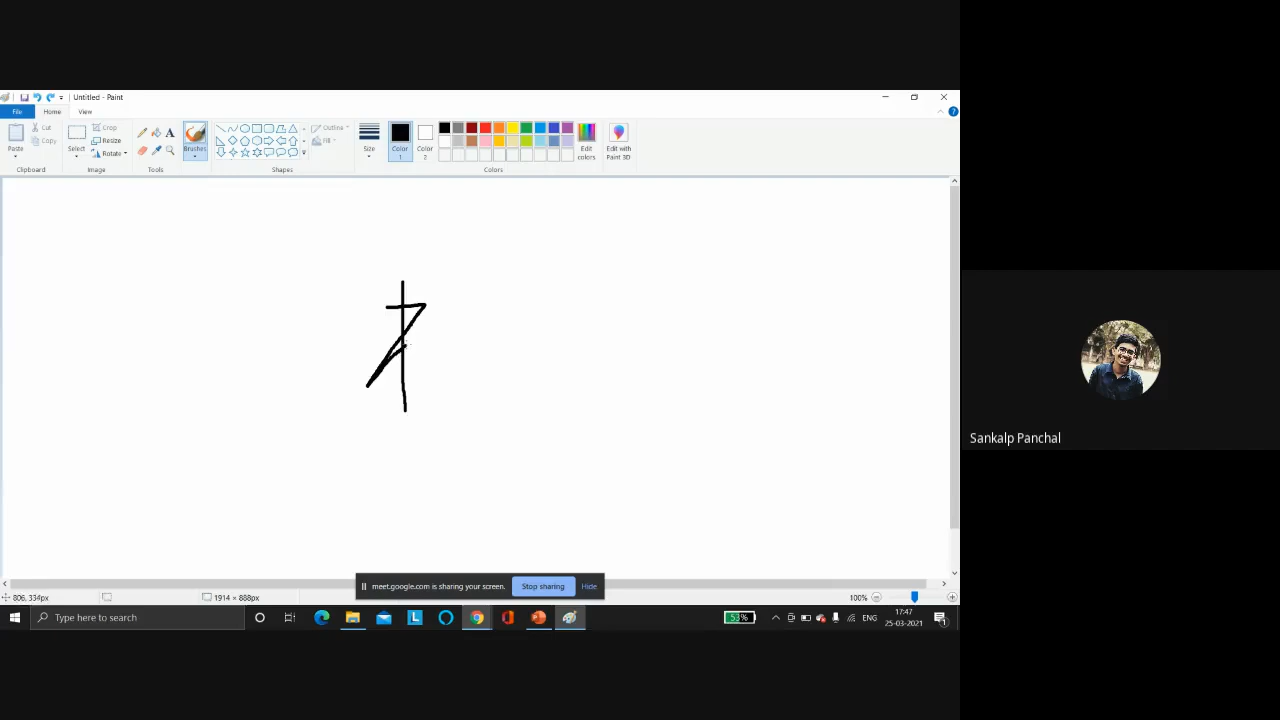 Untitled - Paint
File Home View
Paste
Cut
Copy
Clipboard
Select
Crop
Resize
Rotate
Image
Tools
Brushes
Outline
Fill
Shapes
Size
Color 1
Color 2
Colors
Edit colors
Edit with Paint 3D
Sankalp Panchal
meet.google.com is sharing your screen. Stop sharing Hide
806, 334px 1914 × 888px 100%
Type here to search
53%
ENG
17:47
25-03-2021